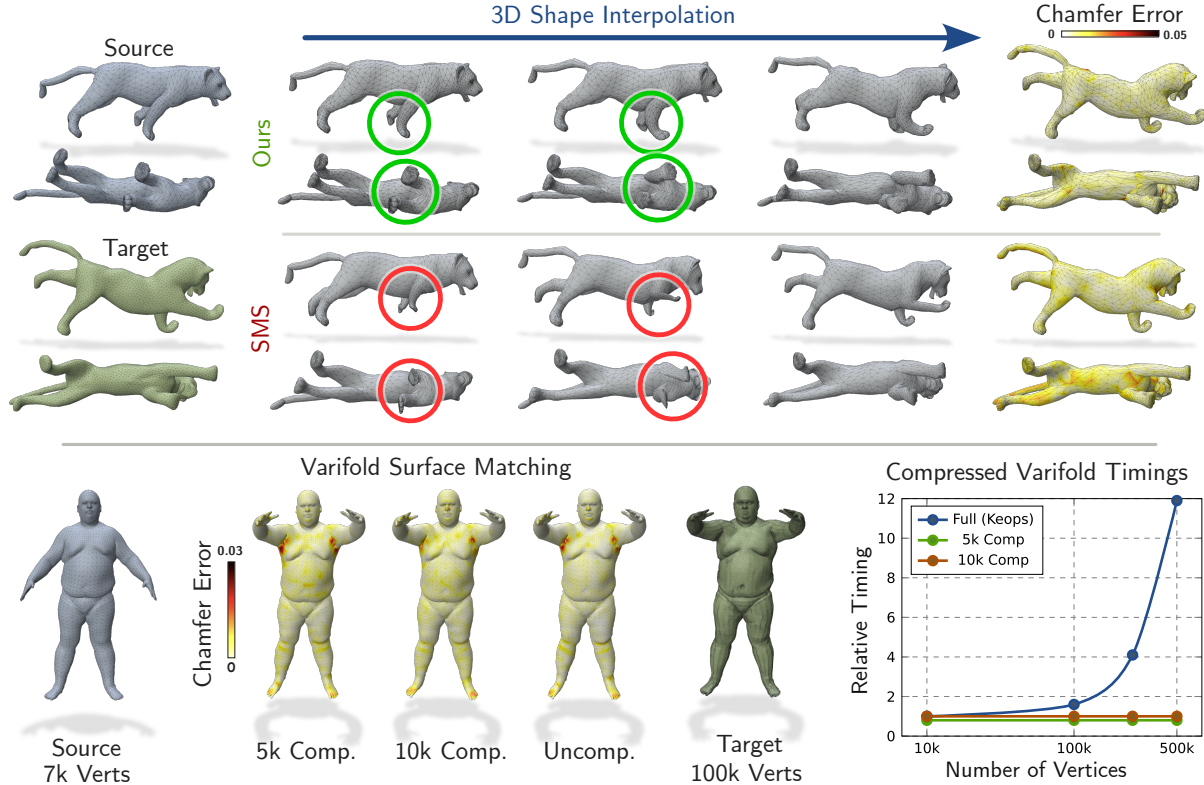 3D Shape Interpolation
Chamfer Error
0 0.05
Source
Ours
Target
SMS
Varifold Surface Matching
Compressed Varifold Timings
Chamfer Error
0.03
0
Source
7k Verts
5k Comp.
10k Comp.
Uncomp.
Target
100k Verts
Relative Timing
12
10
8
6
4
2
0
Full (Keops)
5k Comp
10k Comp
10k 100k 500k
Number of Vertices